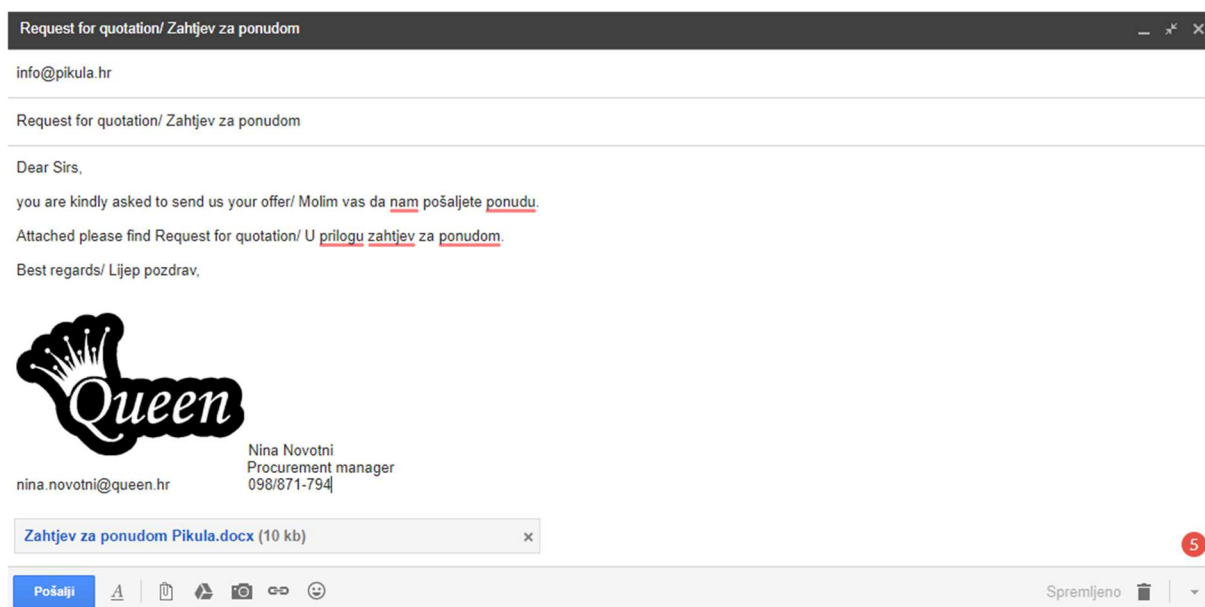 Request for quotation/ Zahtjev za ponudom
info@pikula.hr
Request for quotation/ Zahtjev za ponudom
Dear Sirs,
you are kindly asked to send us your offer/ Molim vas da nam pošaljete ponudu.
Attached please find Request for quotation/ U prilogu zahtjev za ponudom.
Best regards/ Lijep pozdrav,
Queen
Nina Novotni
Procurement manager
nina.novotni@queen.hr 098/871-794
Zahtjev za ponudom Pikula.docx (10 kb)
5
Pošalji A Spremljeno